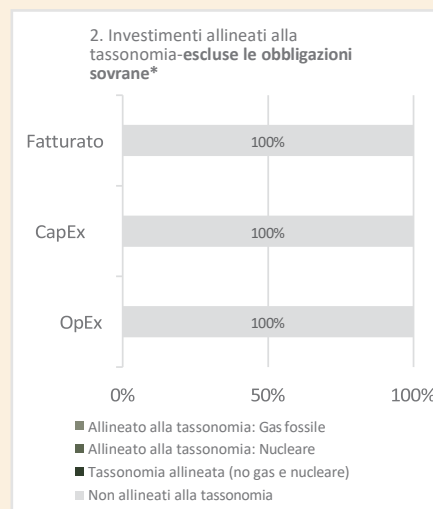 2. Investimenti allineati alla
tassonomia-escluse le obbligazioni
sovrane*
Fatturato
100%
CapEx
100%
OpEx
100%
0%
50%
100%
Allineato alla tassonomia: Gas fossile
Allineato alla tassonomia: Nucleare
Tassonomia allineata (no gas e nucleare)
Non allineati alla tassonomia